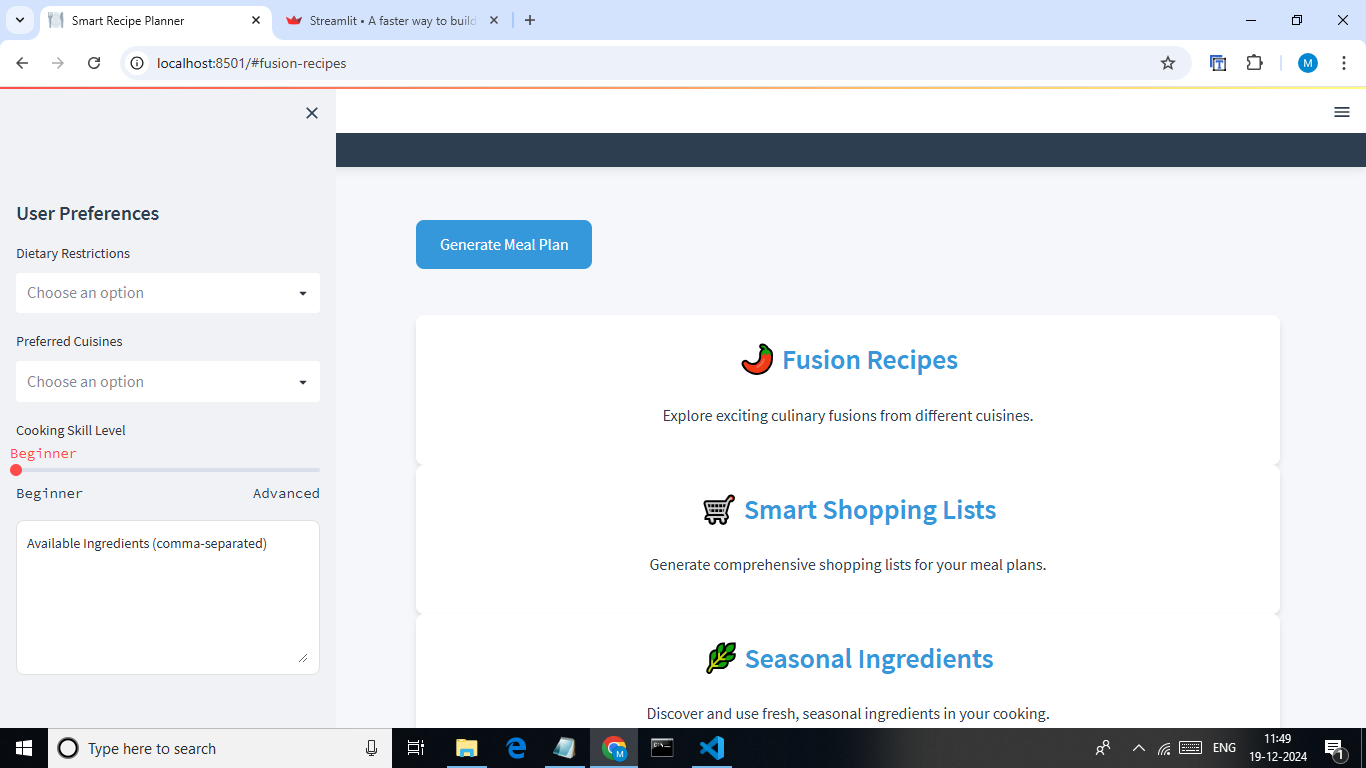 Smart Recipe Planner
Streamlit • A faster way to build
localhost:8501/#fusion-recipes
M
User Preferences
Dietary Restrictions
Choose an option
Preferred Cuisines
Choose an option
Cooking Skill Level
Beginner
Beginner Advanced
Available Ingredients (comma-separated)
Generate Meal Plan
Fusion Recipes
Explore exciting culinary fusions from different cuisines.
Smart Shopping Lists
Generate comprehensive shopping lists for your meal plans.
Seasonal Ingredients
Discover and use fresh, seasonal ingredients in your cooking.
Type here to search
M
ENG
11:49
19-12-2024
1